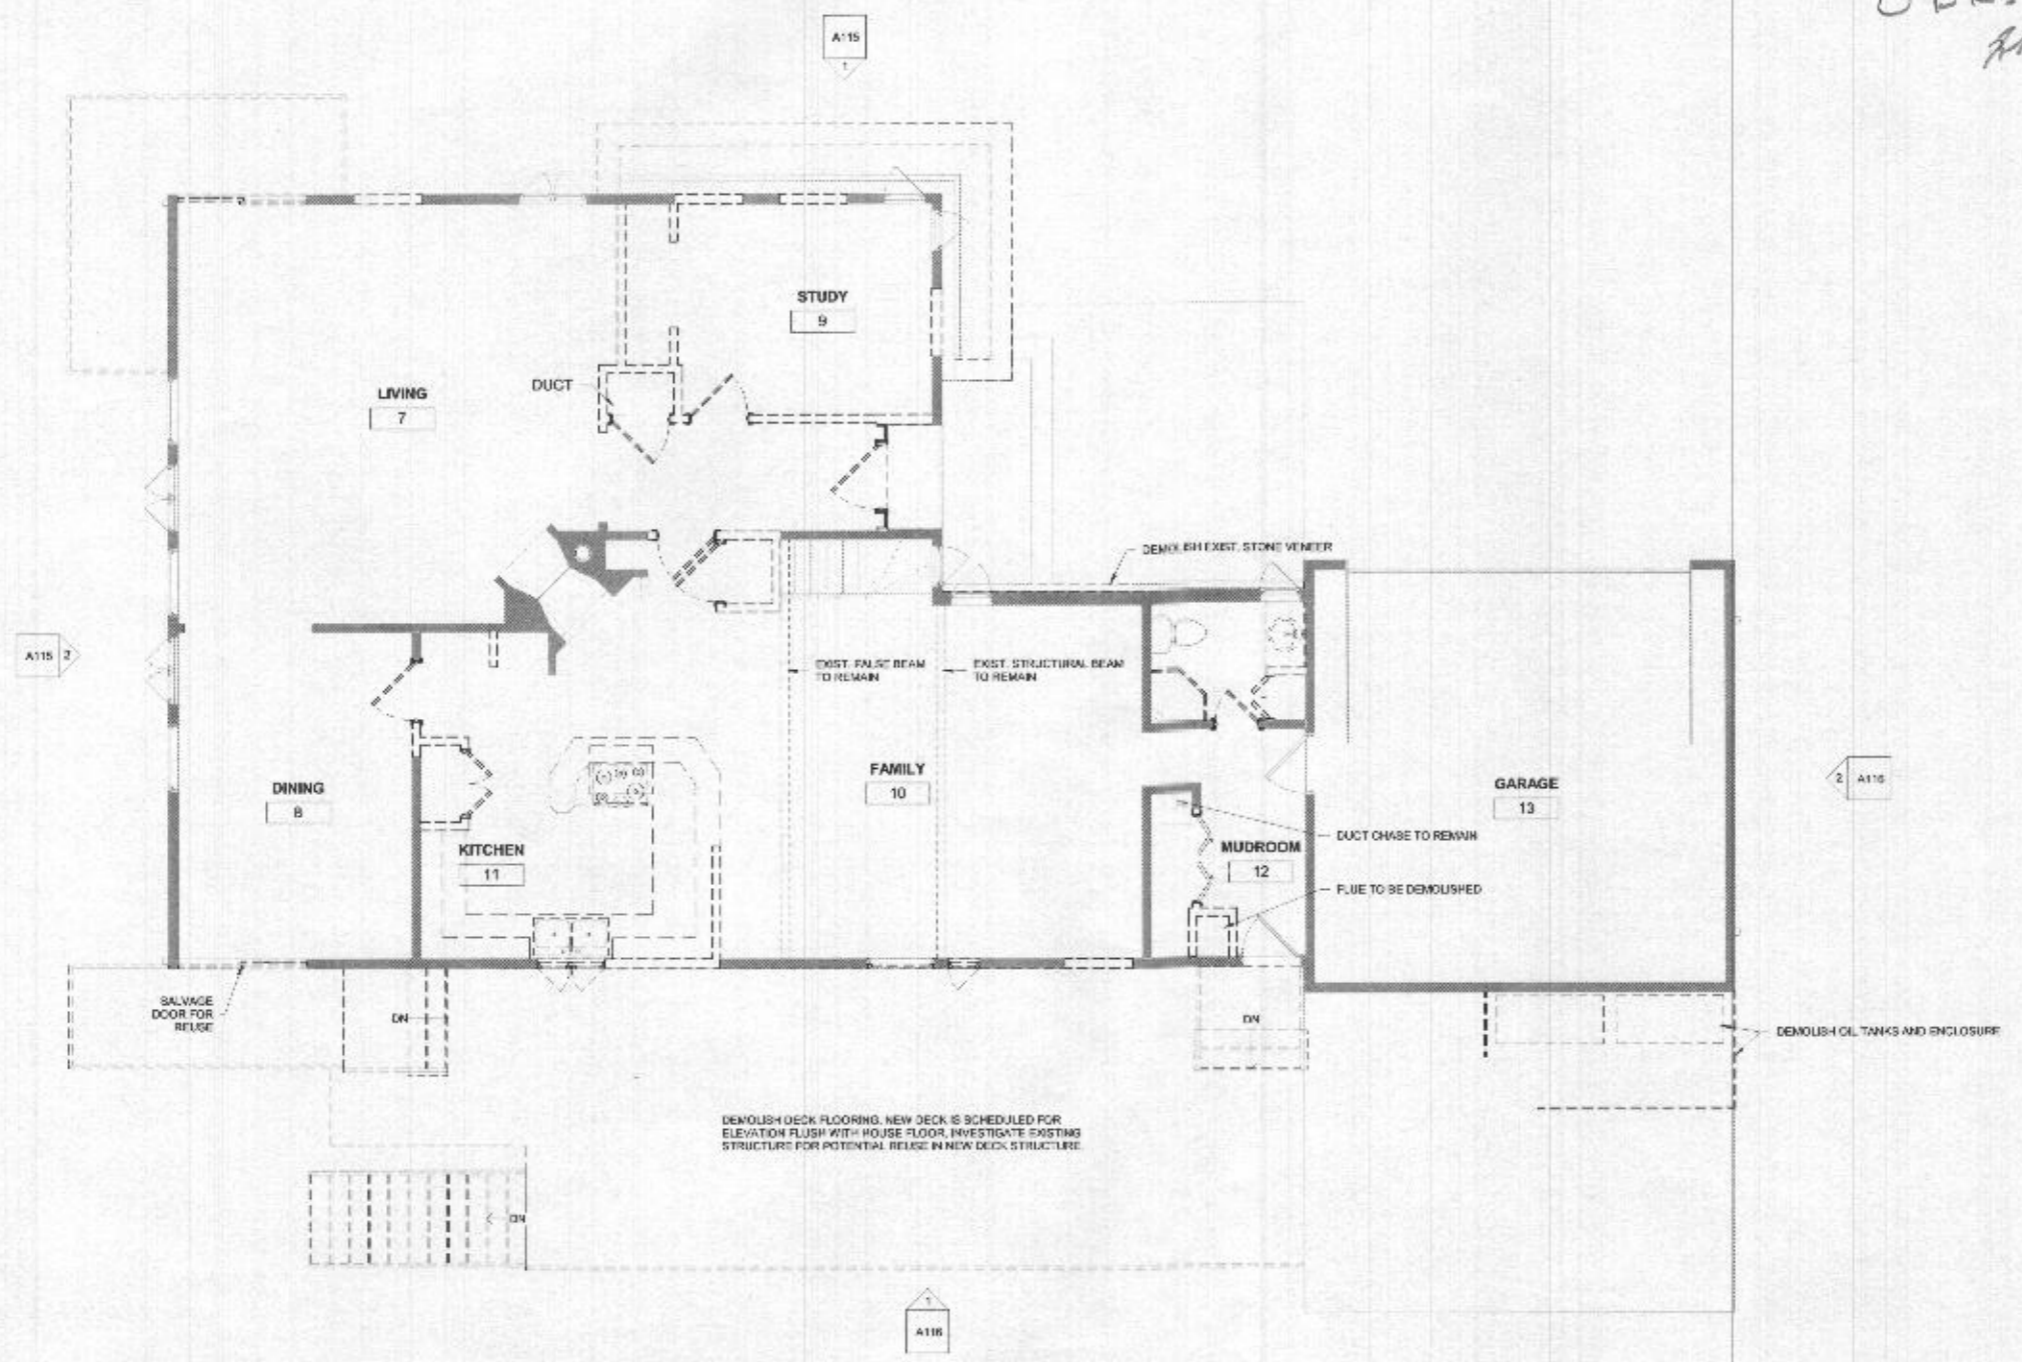 A115
1
STUDY
9
DUCT
LIVING
7
DEMOLISH EXIST. STONE VENEER
A115 2
EXIST. FALSE BEAM
TO REMAIN
EXIST. STRUCTURAL BEAM
TO REMAIN
FAMILY
10
DINING
8
GARAGE
13
2 A116
KITCHEN
11
DUCT CHASE TO REMAIN
MUDROOM
12
FLUE TO BE DEMOLISHED
SALVAGE
DOOR FOR
REUSE
DN
DN
DEMOLISH OIL TANKS AND ENCLOSURE
DEMOLISH DECK FLOORING. NEW DECK IS SCHEDULED FOR
ELEVATION FLUSH WITH HOUSE FLOOR, INVESTIGATE EXISTING
STRUCTURE FOR POTENTIAL REUSE IN NEW DECK STRUCTURE.
DN
1
A116